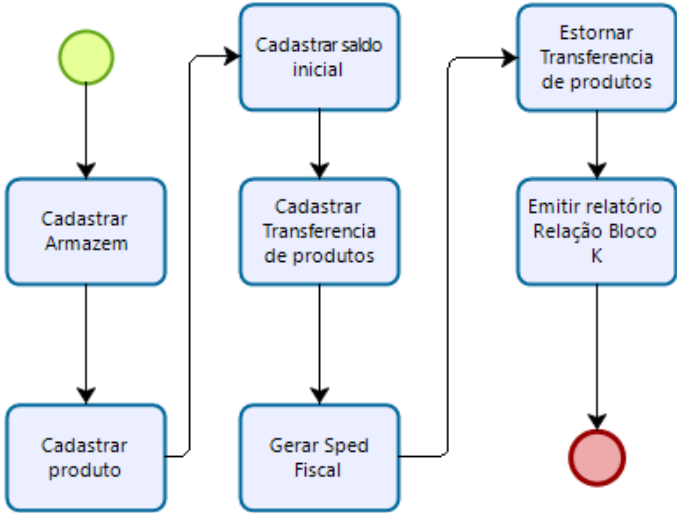 Cadastrar
Armazem
Cadastrar
produto
Cadastrar saldo
inicial
Cadastrar
Transferencia
de produtos
Gerar Sped
Fiscal
Estornar
Transferencia
de produtos
Emitir relatório
Relação Bloco
K